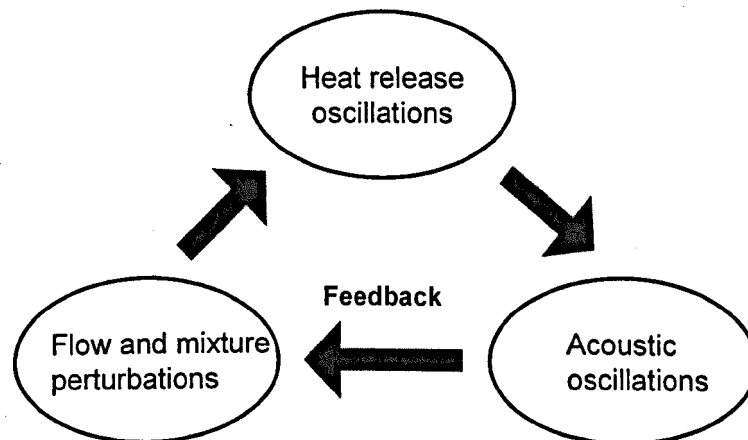 Heat release
oscillations
Feedback
Flow and mixture
perturbations
Acoustic
oscillations